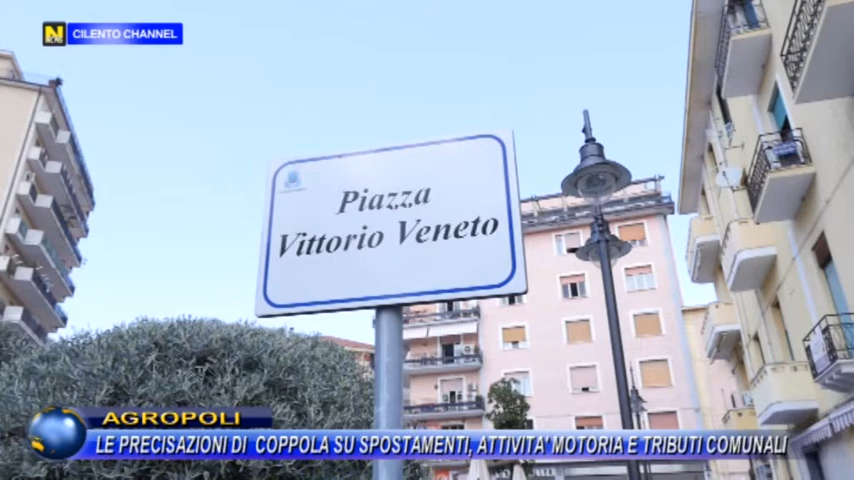 N
CILENTO CHANNEL
Piazza
Vittorio Veneto
AGROPOLI
LE PRECISAZIONI DI COPPOLA SU SPOSTAMENTI, ATTIVITA' MOTORIA E TRIBUTI COMUNALI